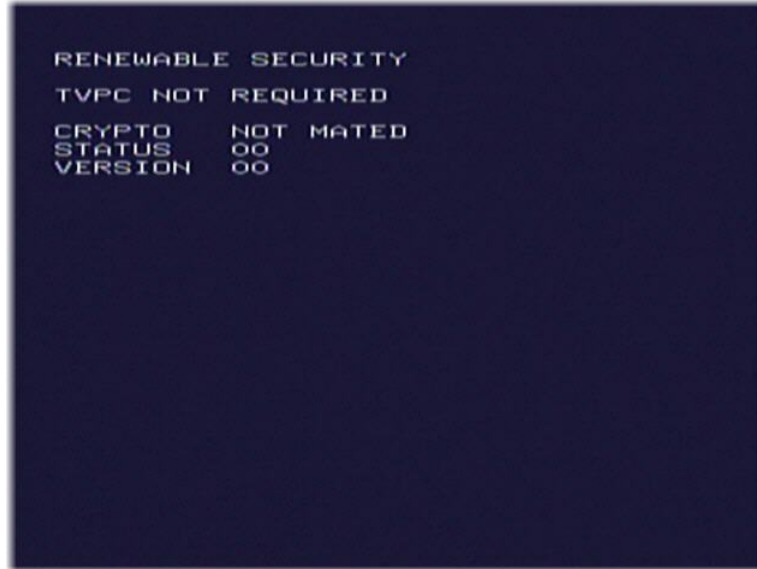 RENEWABLE SECURITY
TVPC NOT REQUIRED
CRYPTO NOT MATED
STATUS 00
VERSION 00